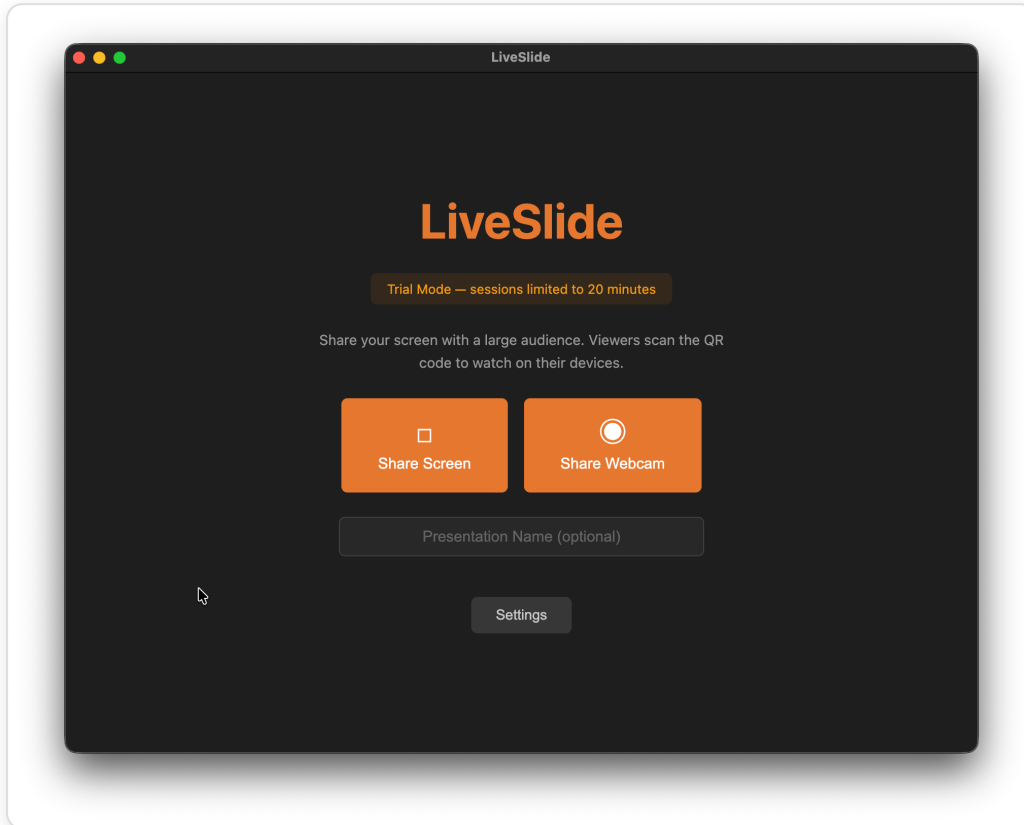 LiveSlide
LiveSlide
Trial Mode — sessions limited to 20 minutes
Share your screen with a large audience. Viewers scan the QR
code to watch on their devices.
Share Screen
Share Webcam
Presentation Name (optional)
Settings